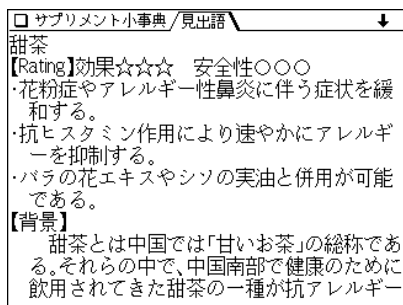 サプリメント小事典 / 見出語
甜茶
【Rating】効果☆☆☆　安全性○○○
・花粉症やアレルギー性鼻炎に伴う症状を緩
和する。
・抗ヒスタミン作用により速やかにアレルギ
ーを抑制する。
・バラの花エキスやシソの実油と併用が可能
である。
【背景】
甜茶とは中国では「甘いお茶」の総称であ
る。それらの中で、中国南部で健康のために
飲用されてきた甜茶の一種が抗アレルギー